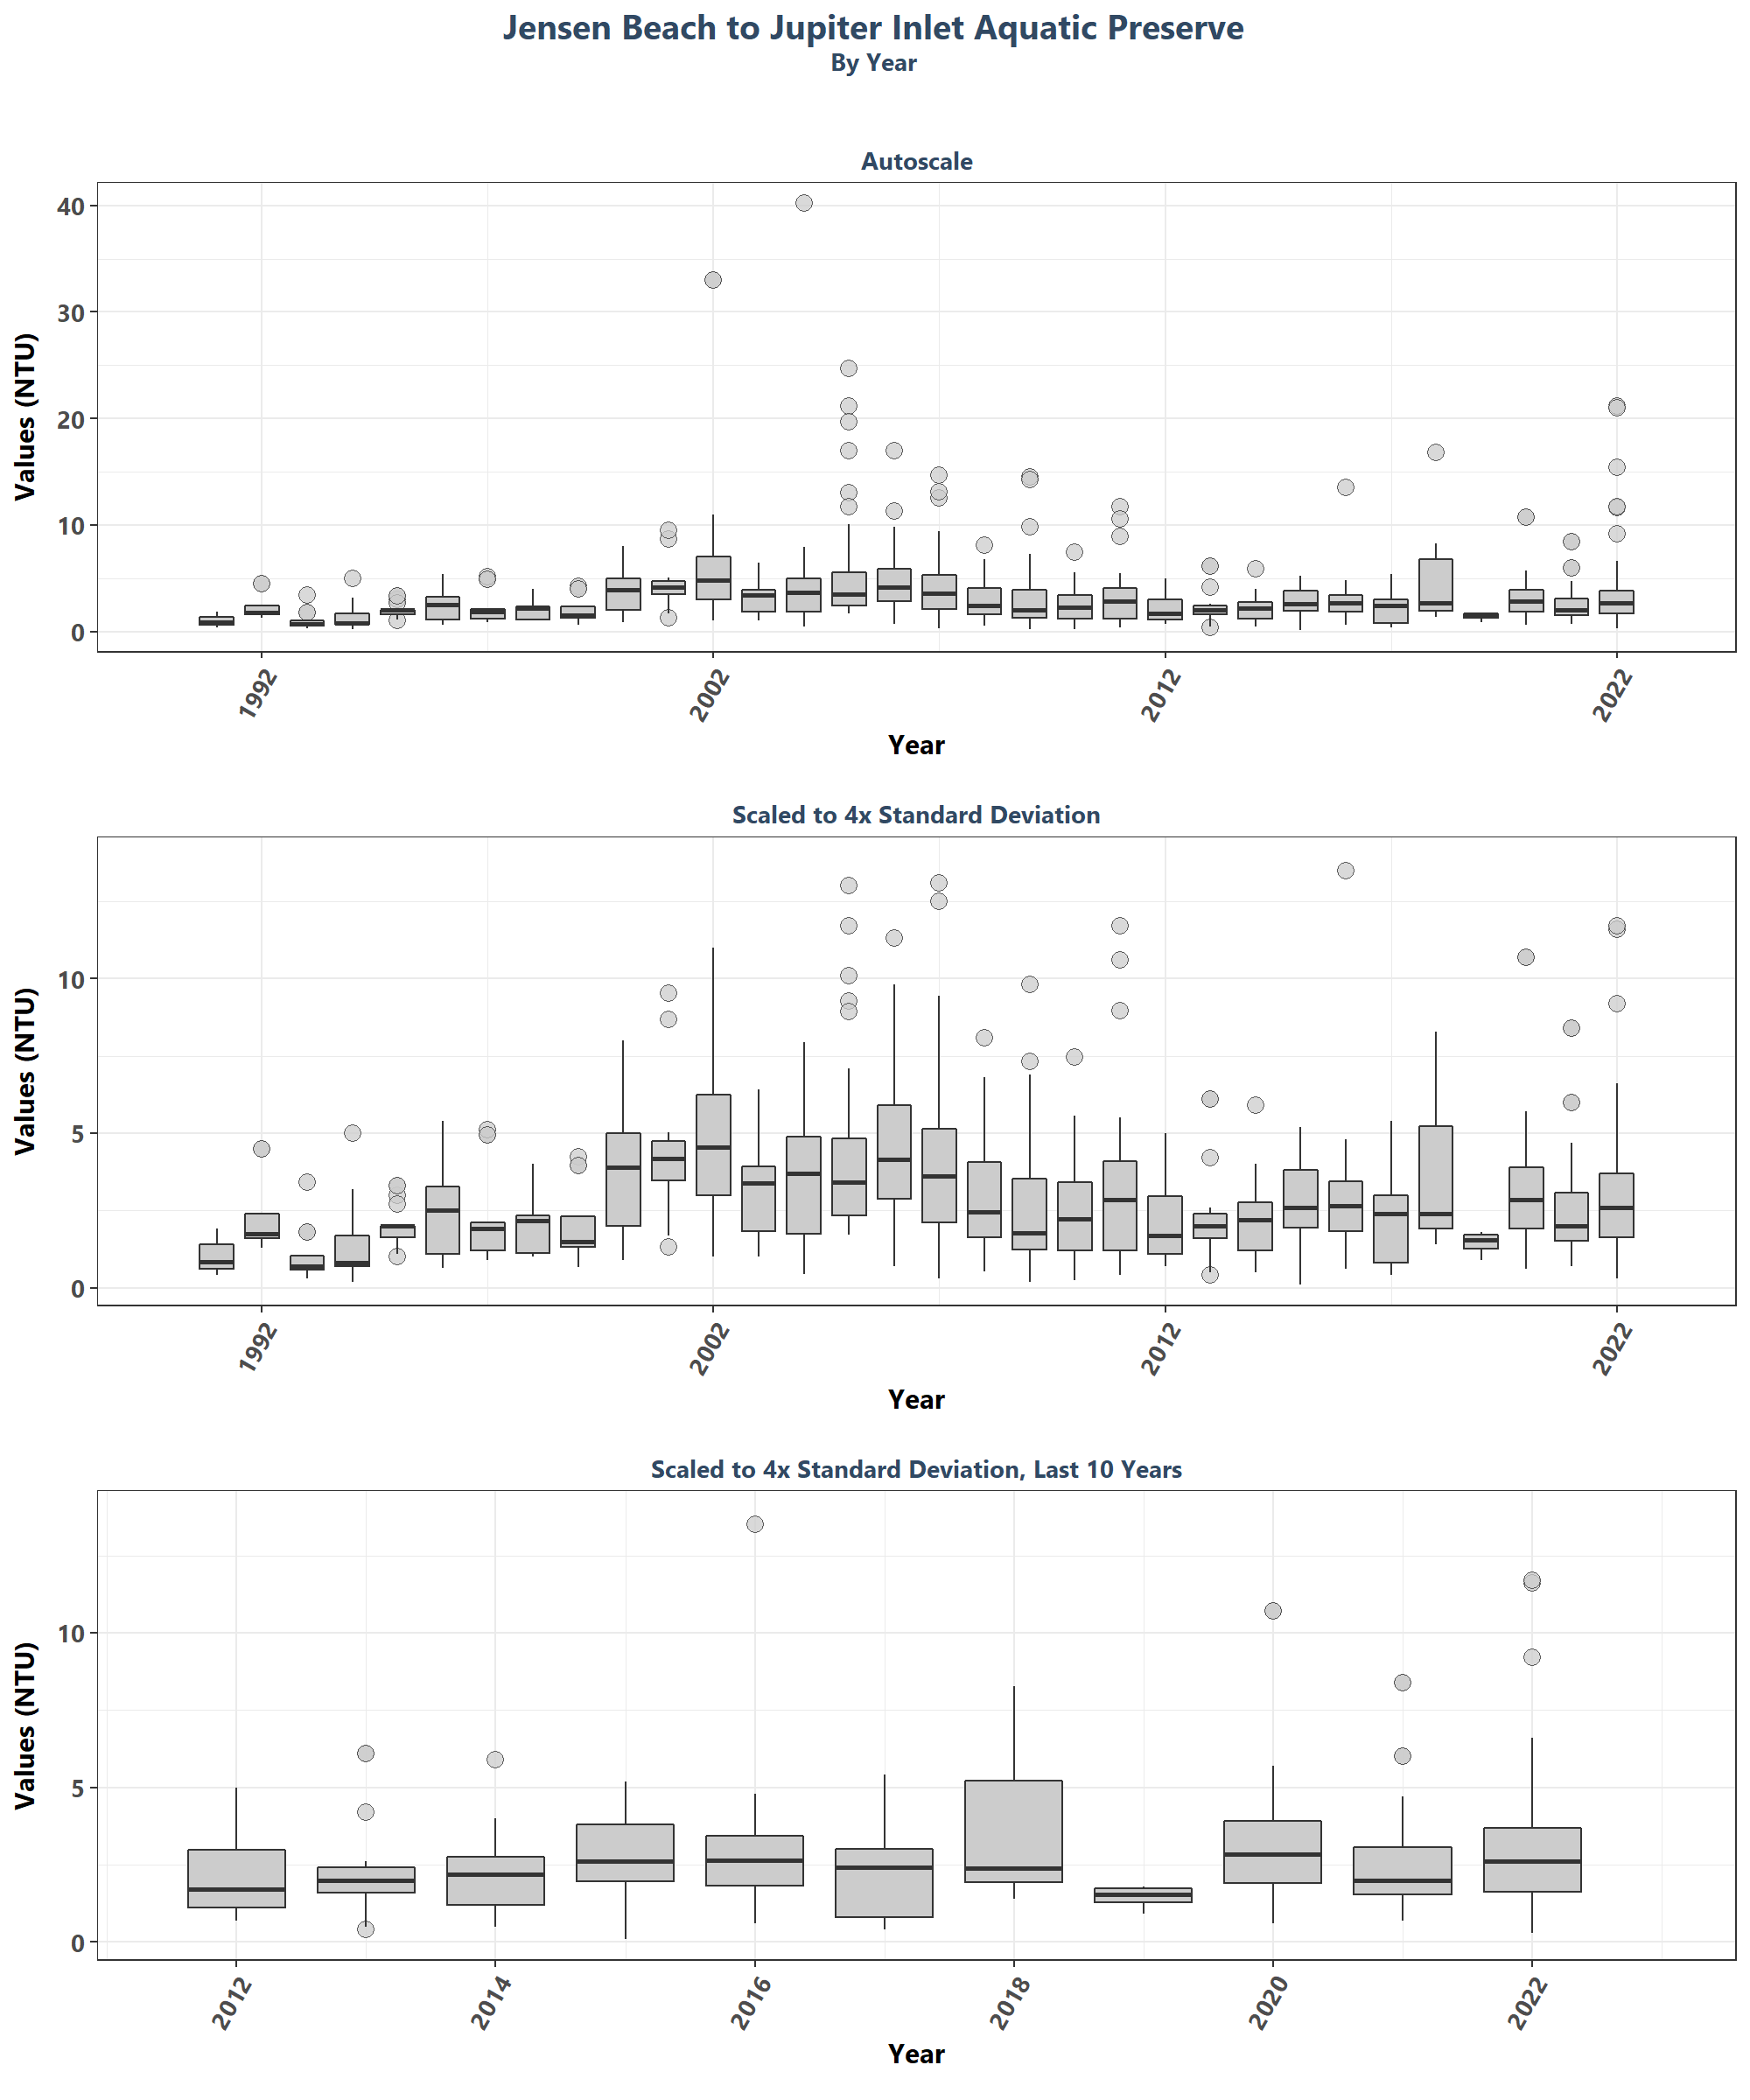 Jensen Beach to Jupiter Inlet Aquatic Preserve
By Year
Autoscale
Values (NTU)
40
30
20
10
0
1992
2002
2012
2022
Year
Scaled to 4x Standard Deviation
Values (NTU)
10
5
0
1992
2002
2012
2022
Year
Scaled to 4x Standard Deviation, Last 10 Years
Values (NTU)
10
5
0
2012
2014
2016
2018
2020
2022
Year